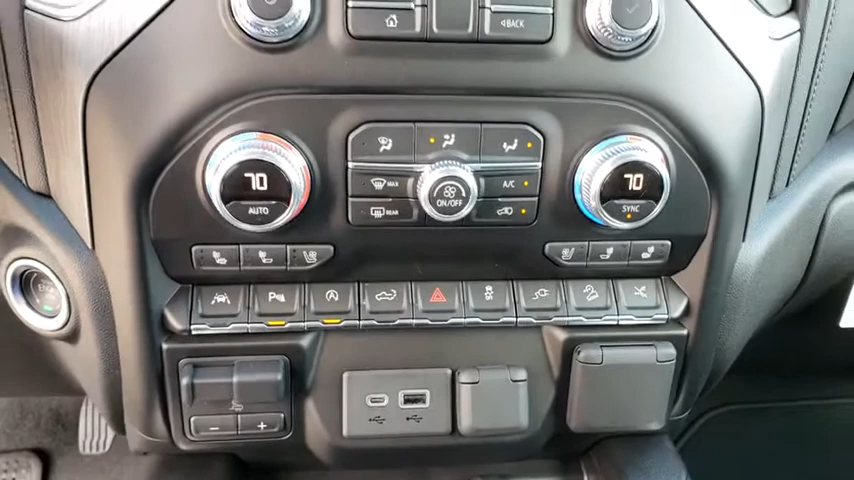 BACK
70
AUTO
MAX
REAR
ON/OFF
A/C
70
SYNC